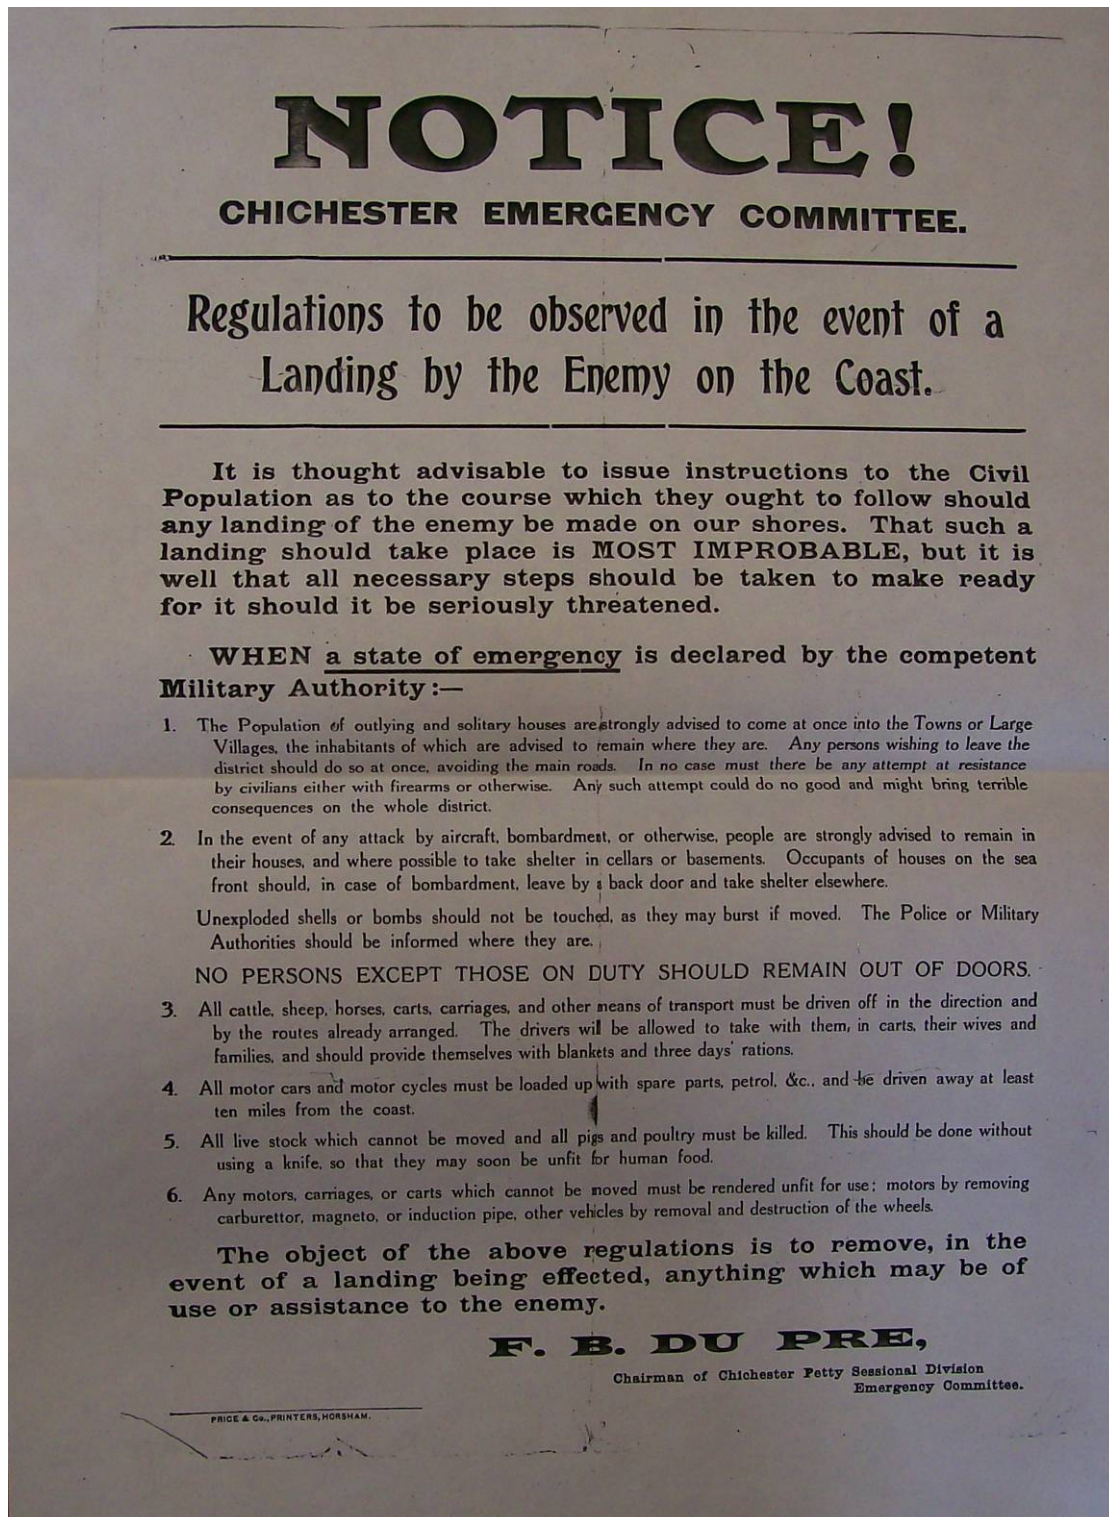 NOTICE!
CHICHESTER EMERGENCY COMMITTEE.
Regulations to be observed in the event of a
Landing by the Enemy on the Coast.
It is thought advisable to issue instructions to the Civil
Population as to the course which they ought to follow should
any landing of the enemy be made on our shores. That such a
landing should take place is MOST IMPROBABLE, but it is
well that all necessary steps should be taken to make ready
for it should it be seriously threatened.
WHEN a state of emergency is declared by the competent
Military Authority:—
1. The Population of outlying and solitary houses are strongly advised to come at once into the Towns or Large
Villages, the inhabitants of which are advised to remain where they are. Any persons wishing to leave the
district should do so at once, avoiding the main roads. In no case must there be any attempt at resistance
by civilians either with firearms or otherwise. Any such attempt could do no good and might bring terrible
consequences on the whole district.
2. In the event of any attack by aircraft, bombardment, or otherwise, people are strongly advised to remain in
their houses, and where possible to take shelter in cellars or basements. Occupants of houses on the sea
front should, in case of bombardment, leave by a back door and take shelter elsewhere.
Unexploded shells or bombs should not be touched, as they may burst if moved. The Police or Military
Authorities should be informed where they are.
NO PERSONS EXCEPT THOSE ON DUTY SHOULD REMAIN OUT OF DOORS.
3. All cattle, sheep, horses, carts, carriages, and other means of transport must be driven off in the direction and
by the routes already arranged. The drivers will be allowed to take with them, in carts, their wives and
families, and should provide themselves with blankets and three days' rations.
4. All motor cars and motor cycles must be loaded up with spare parts, petrol, &c., and be driven away at least
ten miles from the coast.
5. All live stock which cannot be moved and all pigs and poultry must be killed. This should be done without
using a knife, so that they may soon be unfit for human food.
6. Any motors, carriages, or carts which cannot be moved must be rendered unfit for use; motors by removing
carburettor, magneto, or induction pipe, other vehicles by removal and destruction of the wheels.
The object of the above regulations is to remove, in the
event of a landing being effected, anything which may be of
use or assistance to the enemy.
F. B. DU PRE,
Chairman of Chichester Petty Sessional Division
Emergency Committee.
PRICE & Co., PRINTERS, HORSHAM.